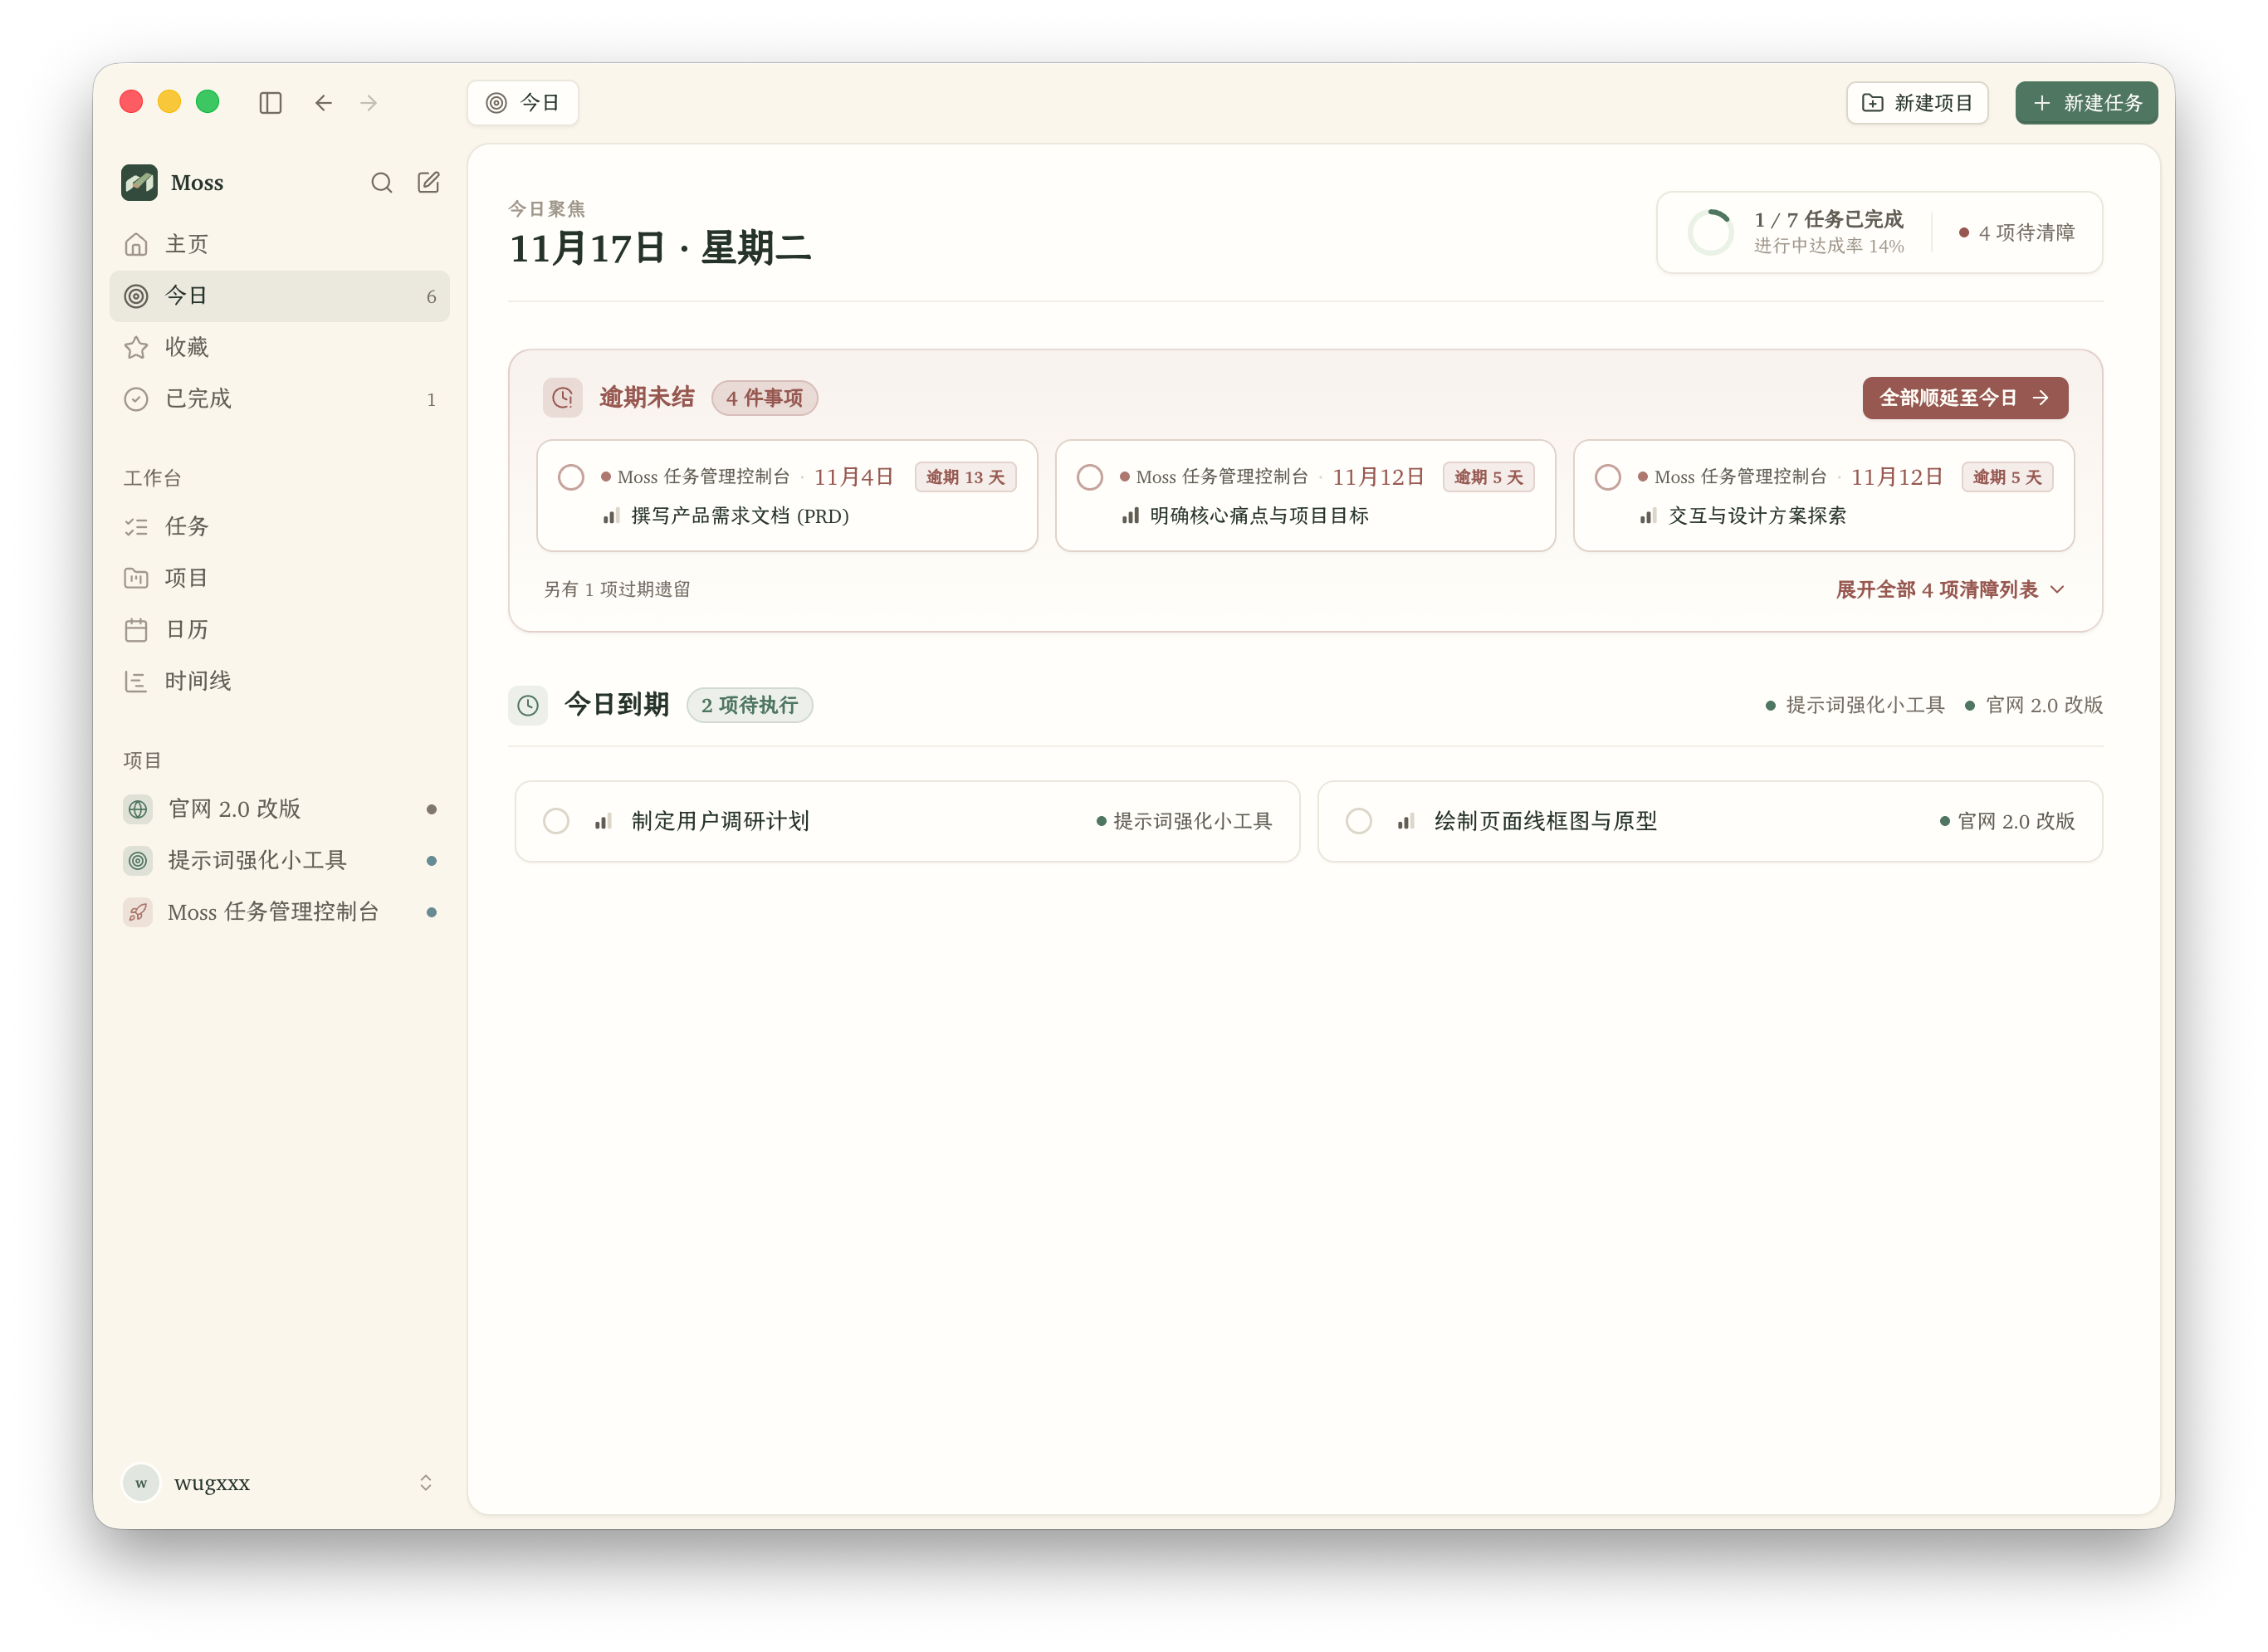 今日
新建项目
新建任务
Moss
主页
今日 6
收藏
已完成 1
工作台
任务
项目
日历
时间线
项目
官网 2.0 改版
提示词强化小工具
Moss 任务管理控制台
w wugxxx
今日聚焦
11月17日 · 星期二
1 / 7 任务已完成
进行中达成率 14%
4 项待清障
逾期未结 4 件事项
全部顺延至今日
Moss 任务管理控制台 · 11月4日 逾期 13 天
撰写产品需求文档 (PRD)
Moss 任务管理控制台 · 11月12日 逾期 5 天
明确核心痛点与项目目标
Moss 任务管理控制台 · 11月12日 逾期 5 天
交互与设计方案探索
另有 1 项过期遗留
展开全部 4 项清障列表
今日到期 2 项待执行
提示词强化小工具 官网 2.0 改版
制定用户调研计划 提示词强化小工具
绘制页面线框图与原型 官网 2.0 改版